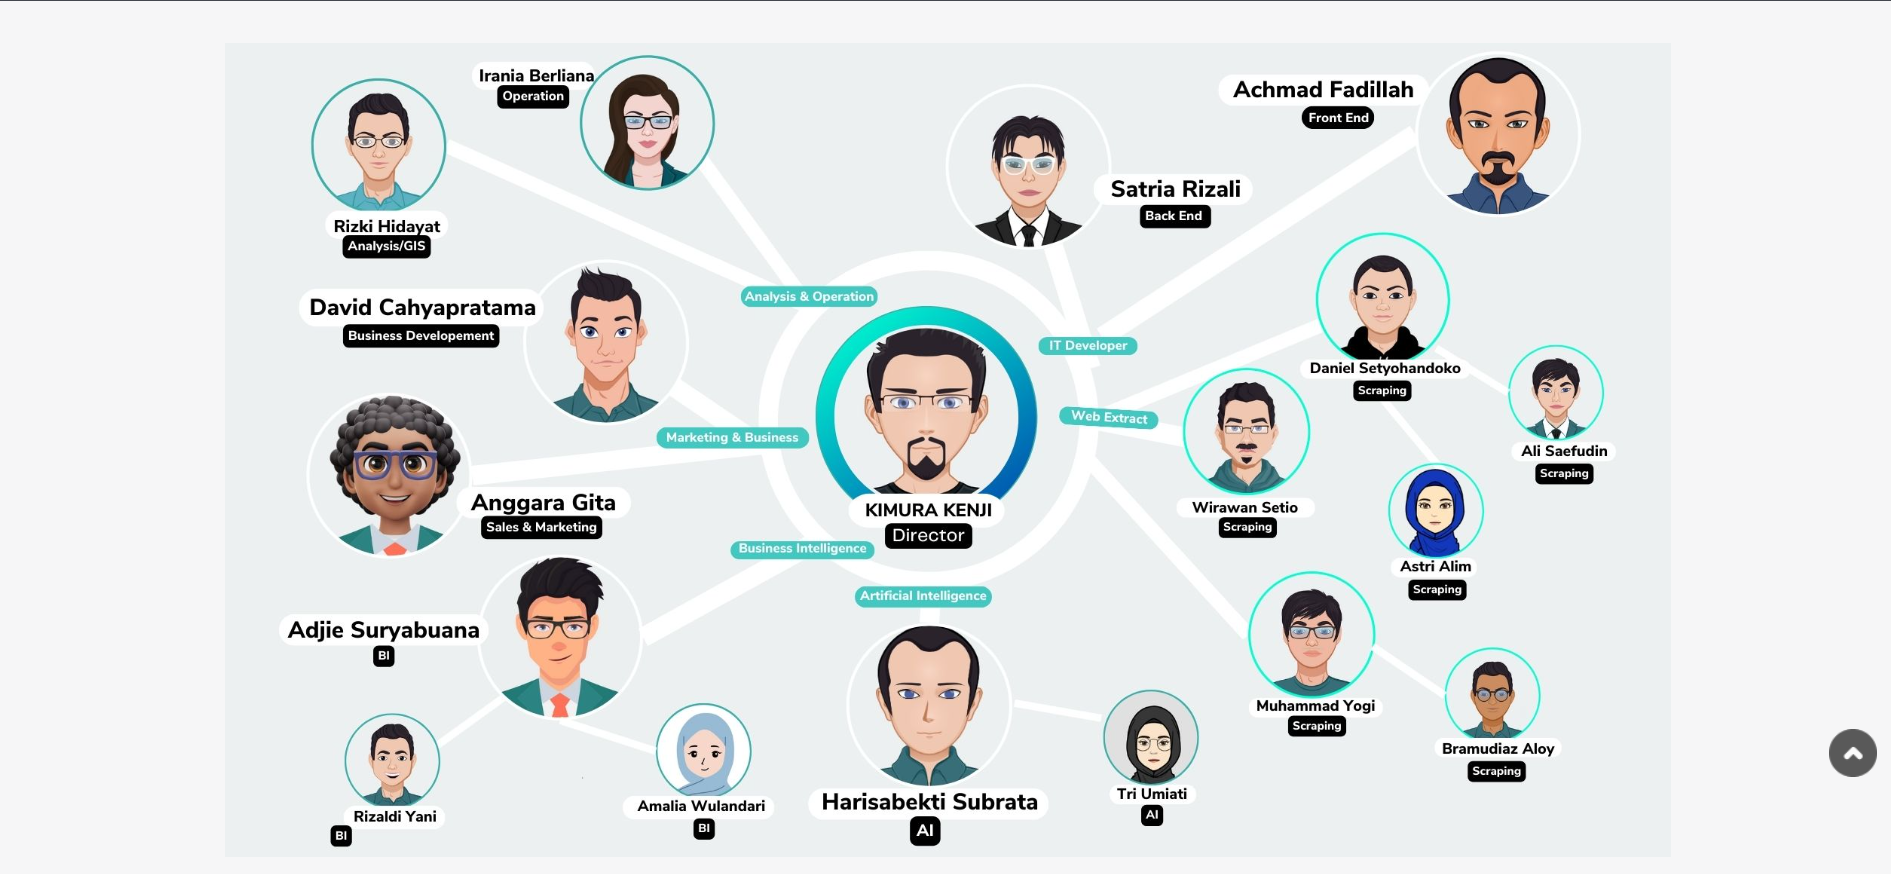 Irania Berliana
Operation
Achmad Fadillah
Front End
Satria Rizali
Back End
Rizki Hidayat
Analysis/GIS
David Cahyapratama
Business Developement
Analysis & Operation
IT Developer
Daniel Setyohandoko
Scraping
Web Extract
Marketing & Business
Ali Saefudin
Scraping
Anggara Gita
Sales & Marketing
KIMURA KENJI
Director
Wirawan Setio
Scraping
Business Intelligence
Astri Alim
Scraping
Artificial Intelligence
Adjie Suryabuana
BI
Muhammad Yogi
Scraping
Bramudiaz Aloy
Scraping
Rizaldi Yani
BI
Amalia Wulandari
BI
Harisabekti Subrata
AI
Tri Umiati
AI